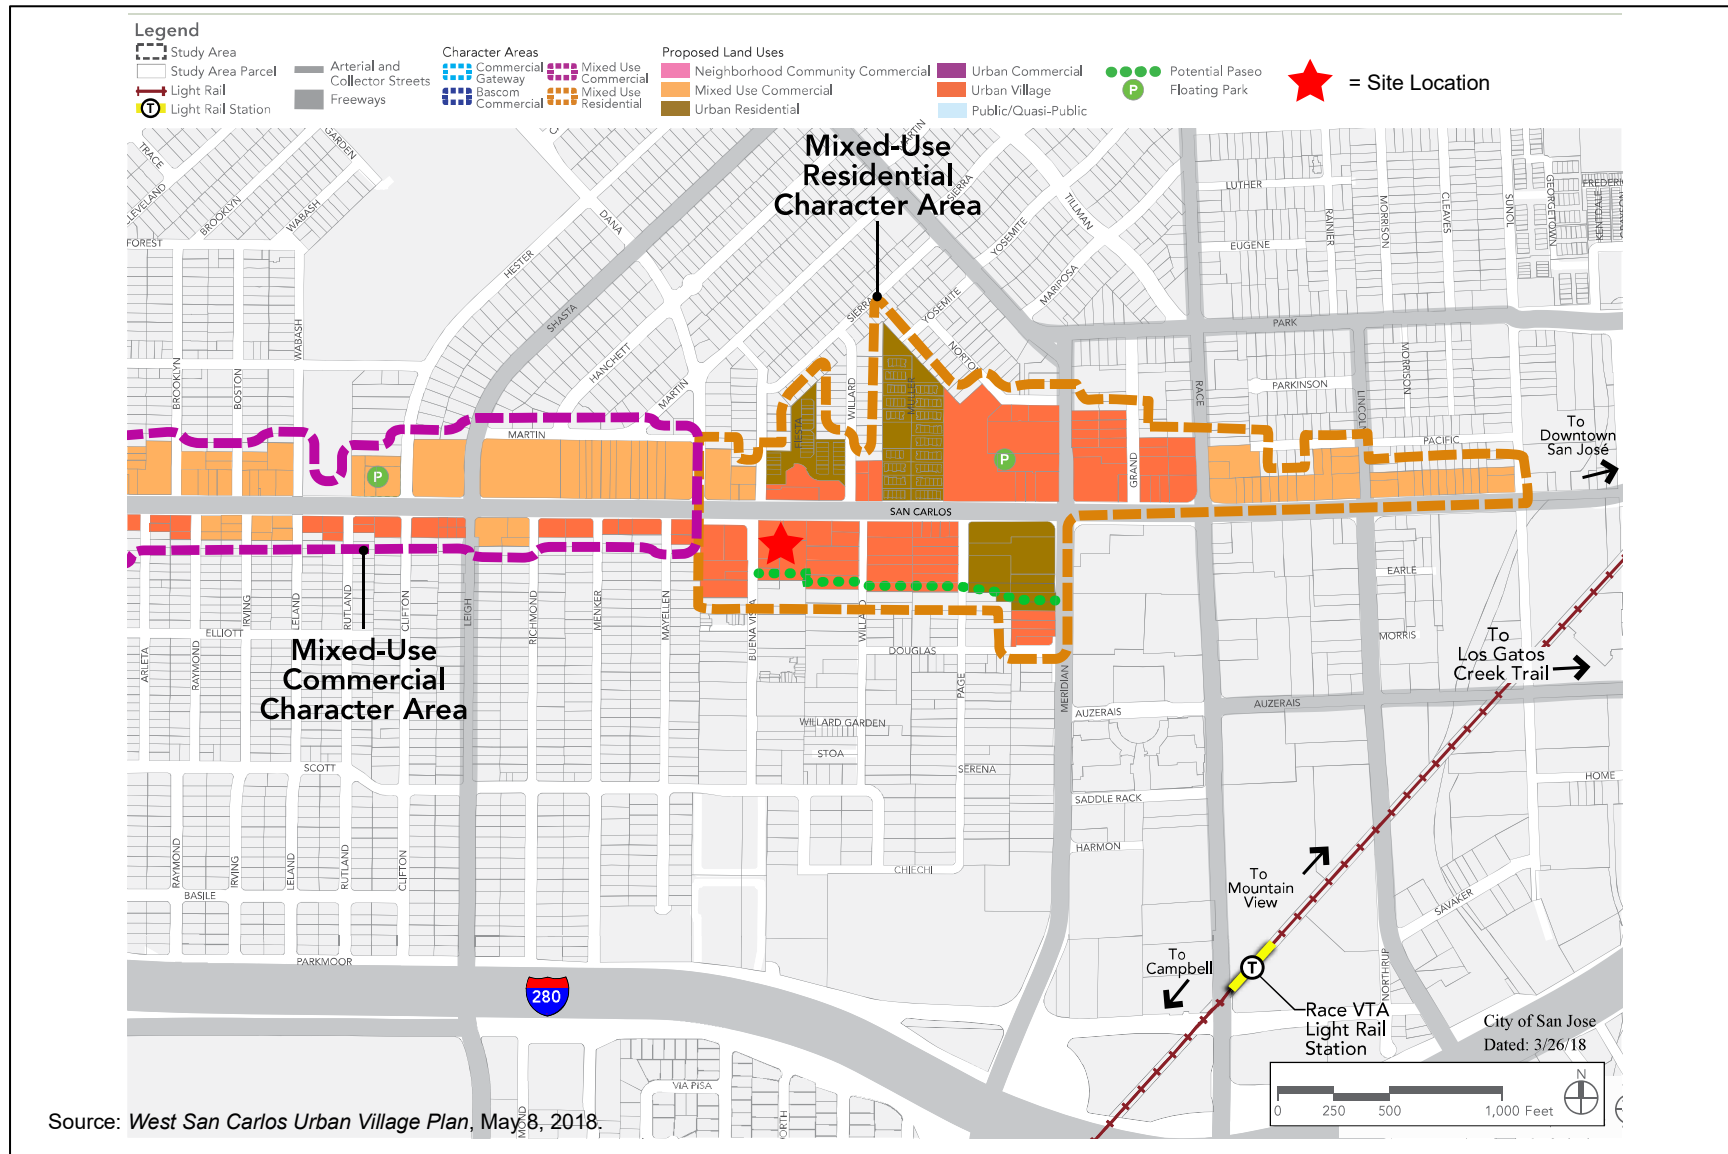 Legend
Study Area
Study Area Parcel
Light Rail
T Light Rail Station
Arterial and
Collector Streets
Freeways
Character Areas
Commercial
Gateway
Bascom
Commercial
Mixed Use
Commercial
Mixed Use
Residential
Proposed Land Uses
Neighborhood Community Commercial
Mixed Use Commercial
Urban Residential
Urban Commercial
Urban Village
Public/Quasi-Public
Potential Paseo
P Floating Park
= Site Location
Mixed-Use
Residential
Character Area
TRACE
GARDEN
CLEVELAND
BROOKLYN
WABASH
FOREST
HESTER
DANA
SHASTA
HANCHETT
MARTIN
MARTIN
SIERRA
YOSEMITE
TILLMAN
MARIPOSA
SIERRA
YOSEMITE
NORTON
LUTHER
EUGENE
RAINIER
MORRISON
CLEAVES
SUNOL
GEORGETOWN
KENTDALE
PARK
BROOKLYN
BOSTON
WABASH
WILLARD
FIESTA
MILLER
PARKINSON
RACE
LINCOLN
MORRISON
GRAND
PACIFIC
To
Downtown
San José
P
P
SAN CARLOS
ARLETA
RAYMOND
IRVING
LELAND
RUTLAND
CLIFTON
LEIGH
RICHMOND
MENKER
MAYELLEN
BUENA VISTA
WILLARD
ELLIOTT
DOUGLAS
PAGE
MERIDIAN
EARLE
MORRIS
To
Los Gatos
Creek Trail
Mixed-Use
Commercial
Character Area
AUZERAIS
AUZERAIS
WILLARD GARDEN
STOA
SCOTT
SERENA
SADDLE RACK
HOME
HARMON
CHIECHI
RAYMOND
IRVING
LELAND
RUTLAND
CLIFTON
BASILE
To
Mountain
View
SAVAKER
NORTHRUP
PARKMOOR
280
To
Campbell
T
Race VTA
Light Rail
Station
City of San Jose
Dated: 3/26/18
N
0 250 500 1,000 Feet
VIA PISA
Source: West San Carlos Urban Village Plan, May 8, 2018.